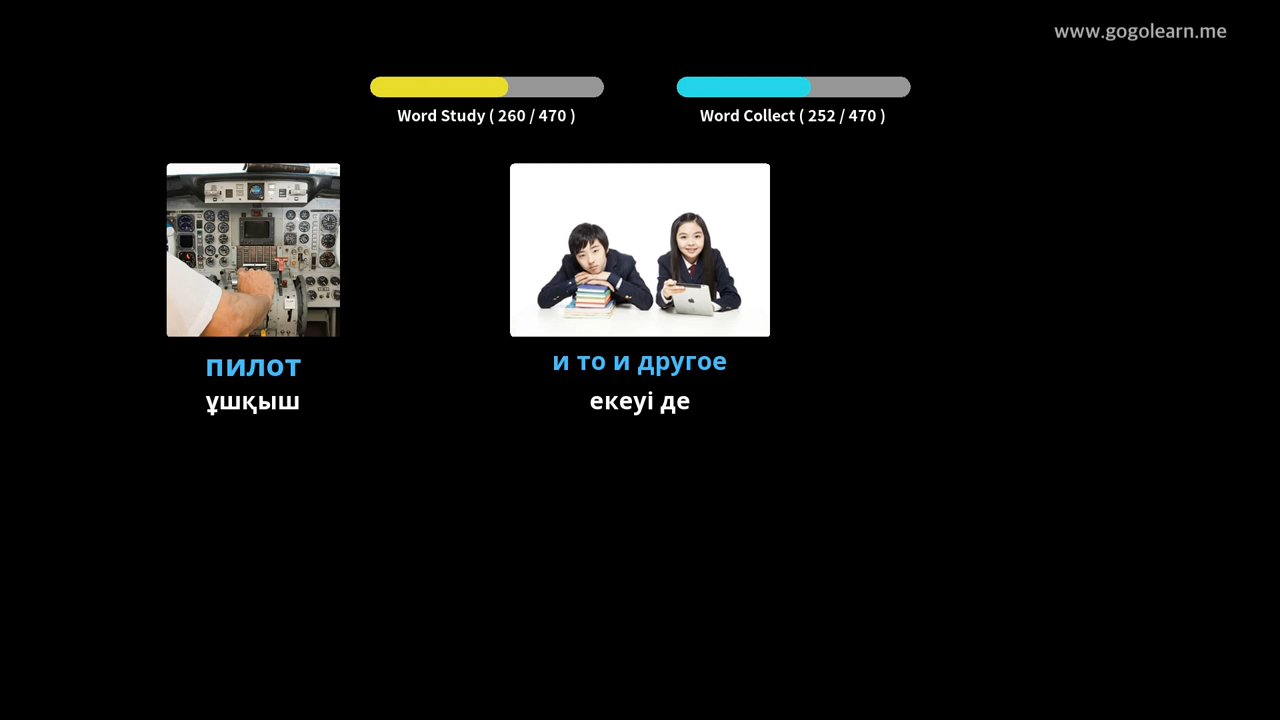 www.gogolearn.me
Word Study ( 260 / 470 )
Word Collect ( 252 / 470 )
пилот
ұшқыш
и то и другое
екеуі де